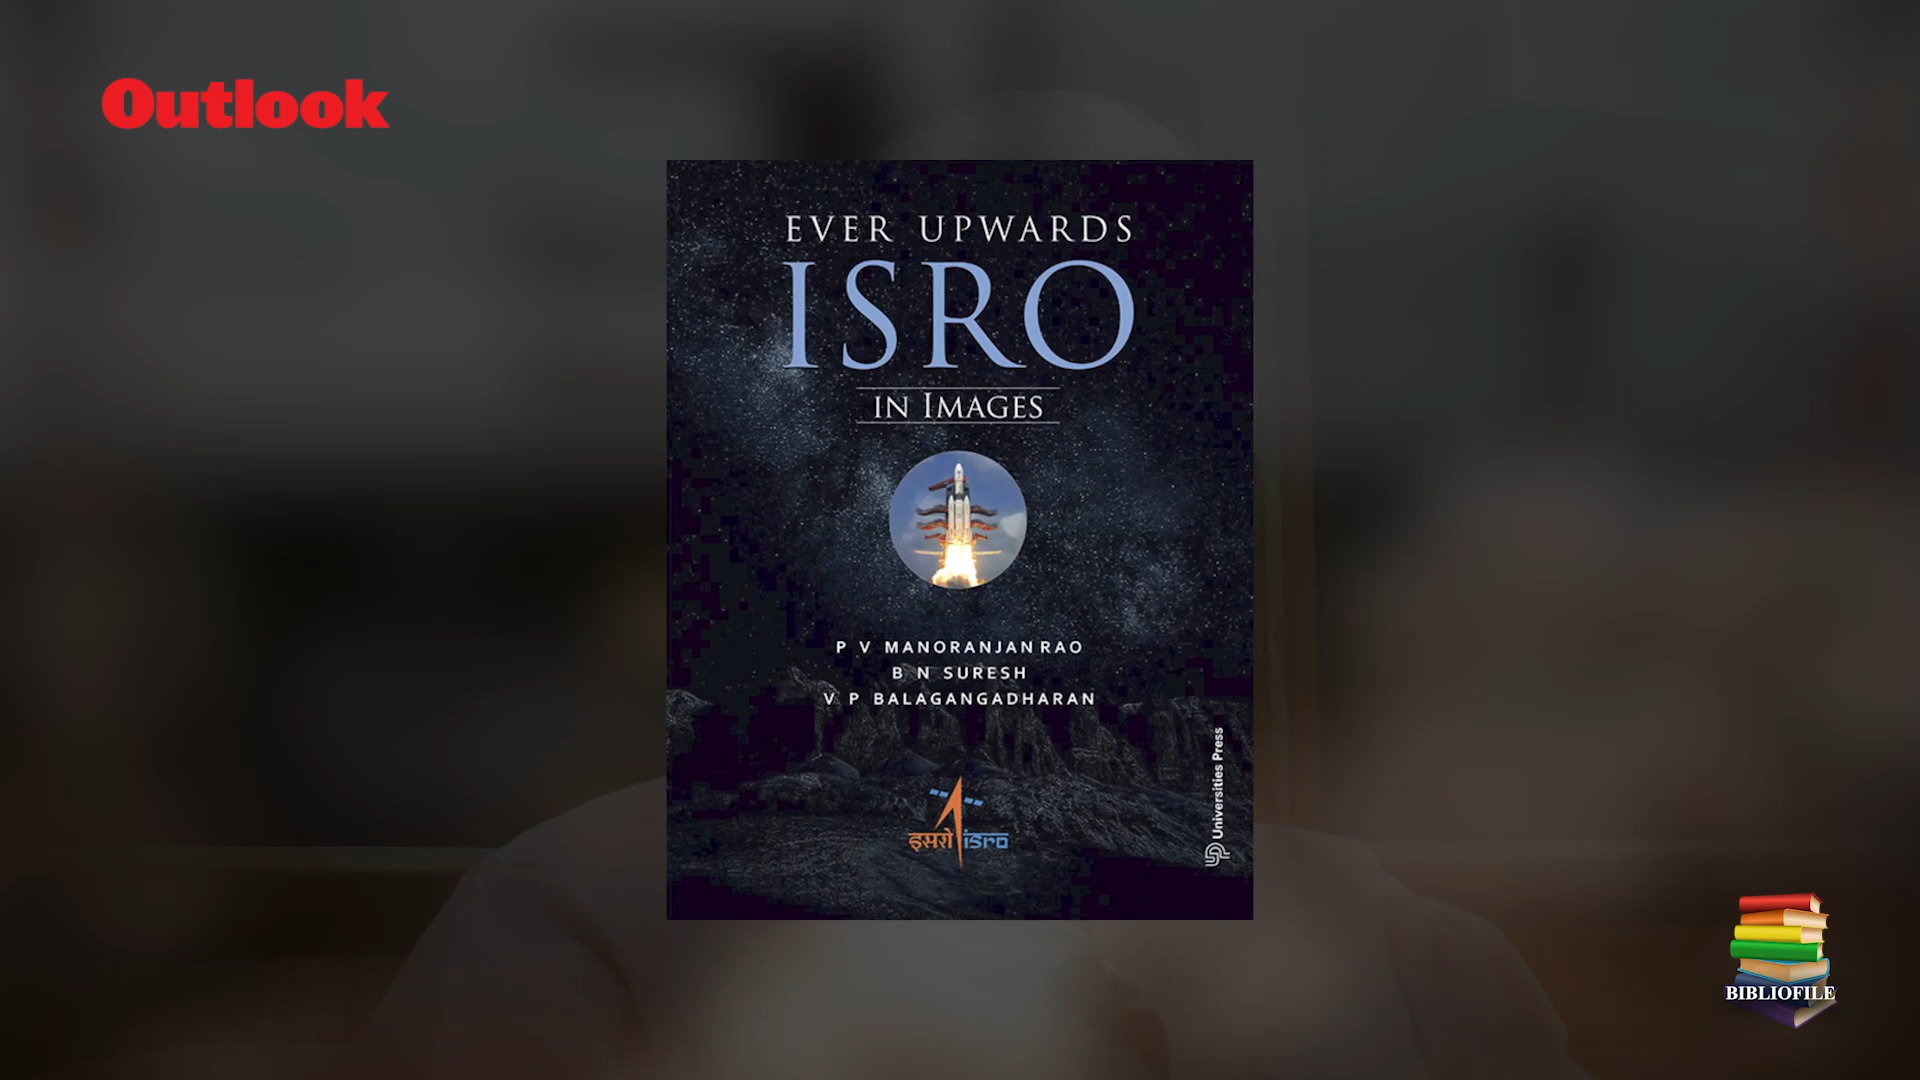 Outlook
EVER UPWARDS
ISRO
IN IMAGES
P V MANORANJAN RAO
B N SURESH
V P BALAGANGADHARAN
Universities Press
इसरो isro
BIBLIOFILE